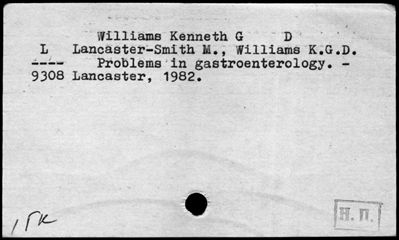 Williams Kenneth G D
L Lancaster-Smith M., Williams K.G.D.
---- Problems in gastroenterology. -
9308 Lancaster, 1982.
Н. П.